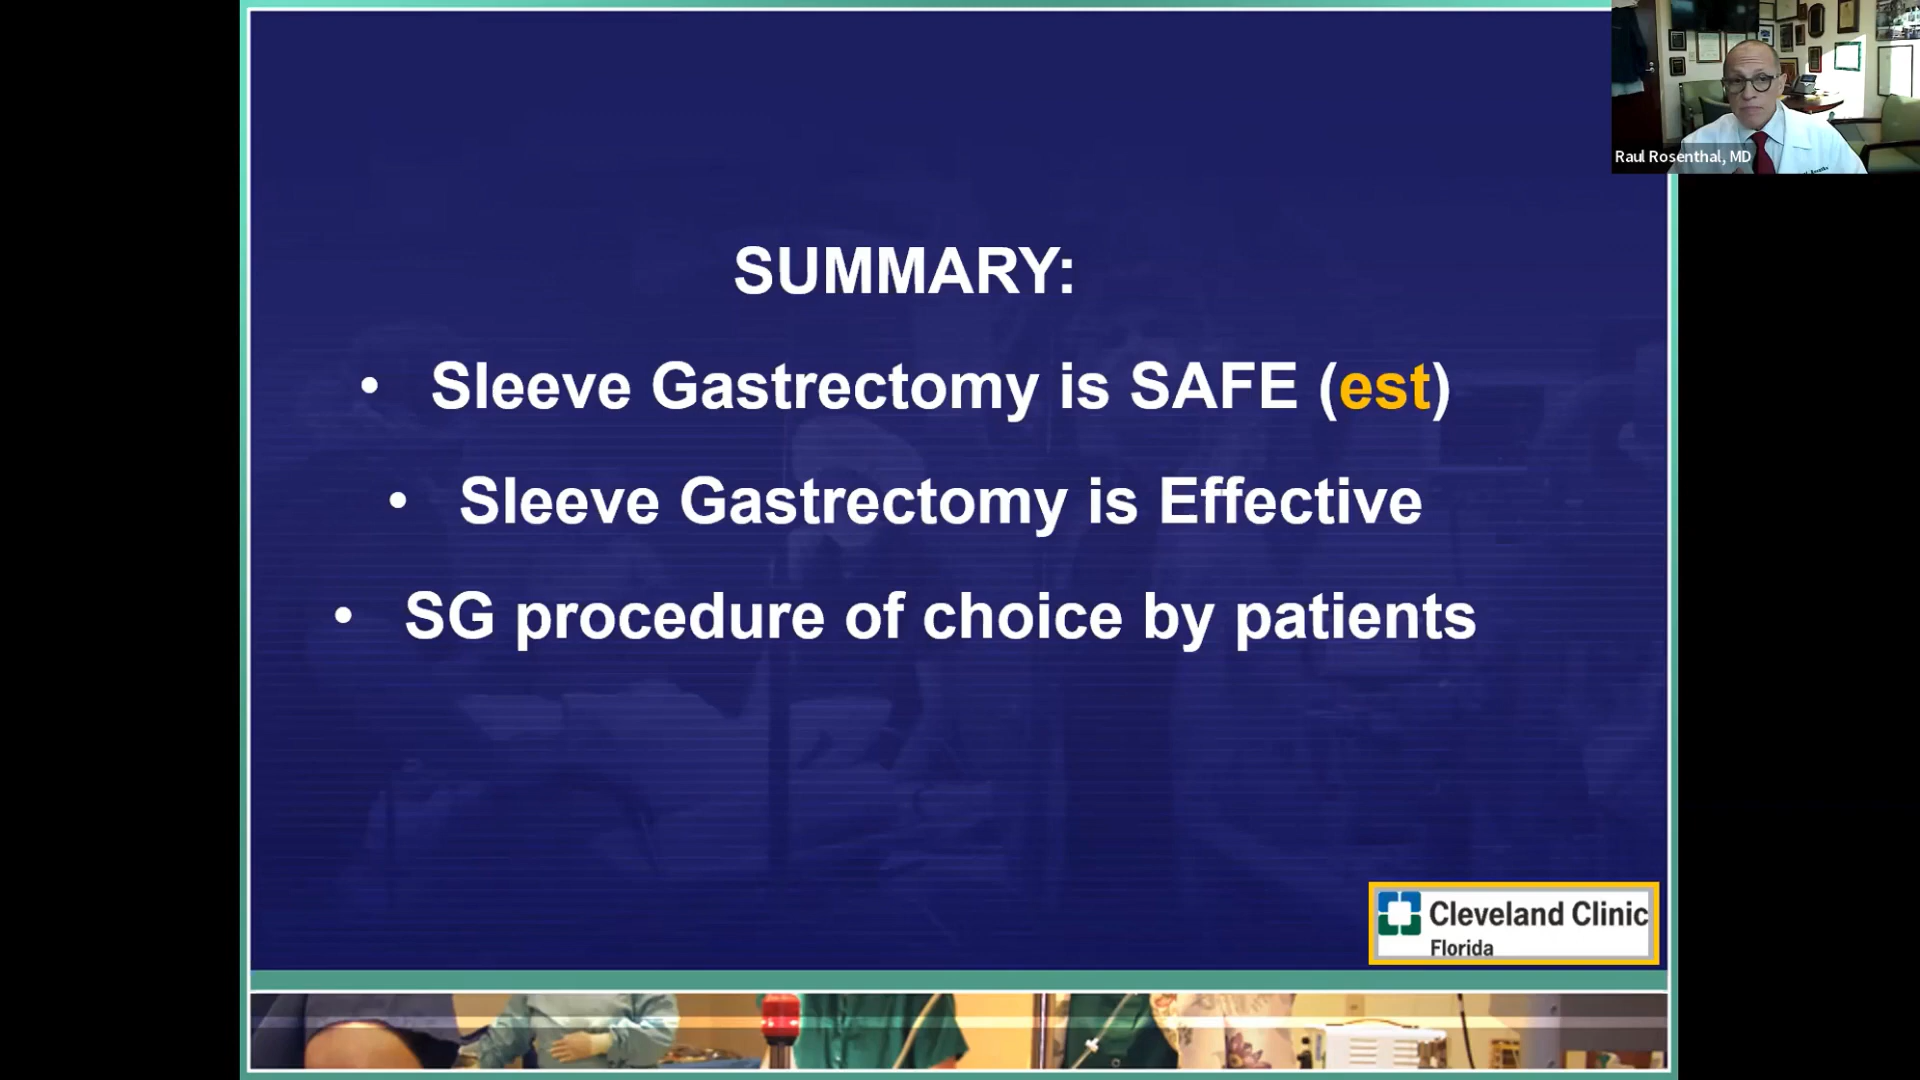 Raul Rosenthal, MD
SUMMARY:
• Sleeve Gastrectomy is SAFE (est)
• Sleeve Gastrectomy is Effective
• SG procedure of choice by patients
Cleveland Clinic
Florida